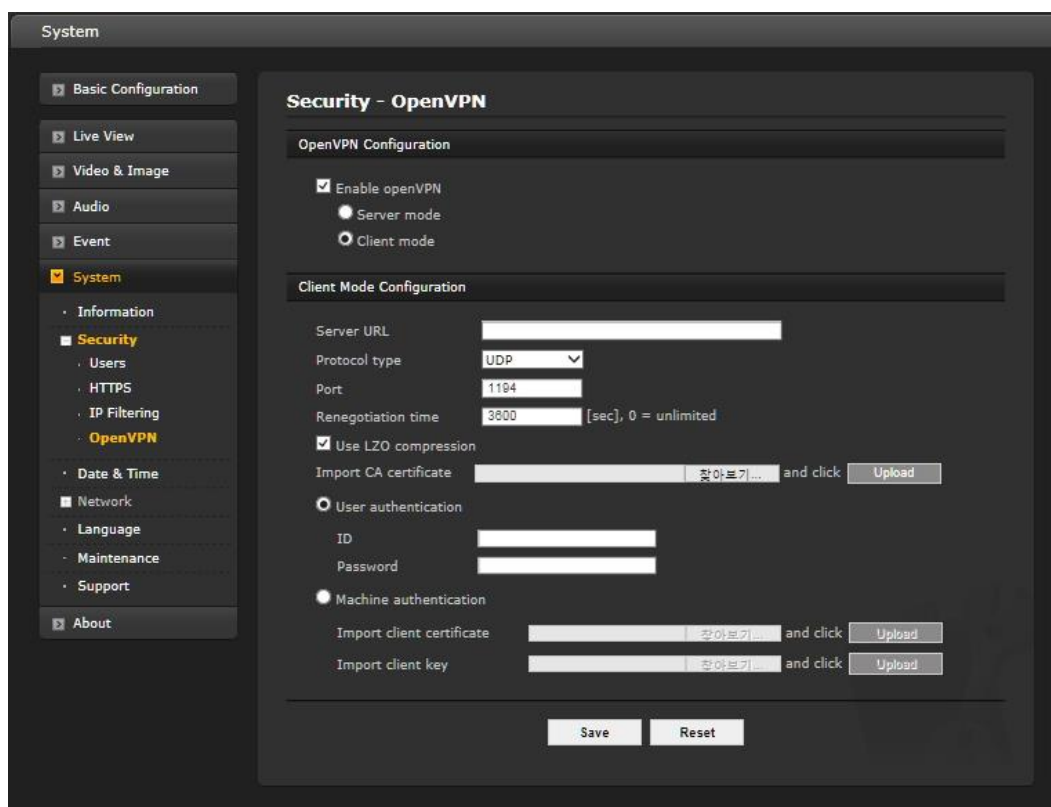 System
Basic Configuration
Live View
Video & Image
Audio
Event
System
Information
Security
Users
HTTPS
IP Filtering
OpenVPN
Date & Time
Network
Language
Maintenance
Support
About
Security - OpenVPN
OpenVPN Configuration
Enable openVPN
Server mode
Client mode
Client Mode Configuration
Server URL
Protocol type UDP
Port 1194
Renegotiation time 3600 [sec], 0 = unlimited
Use LZO compression
Import CA certificate 찾아보기... and click Upload
User authentication
ID
Password
Machine authentication
Import client certificate 찾아보기... and click Upload
Import client key 찾아보기... and click Upload
Save Reset